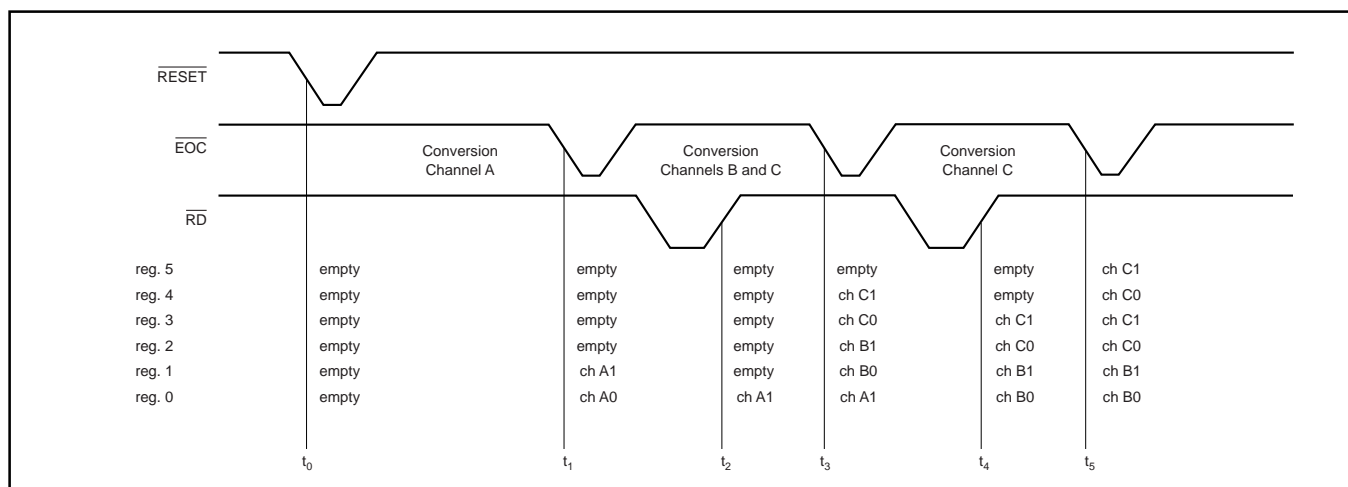 RESET
EOC
Conversion Channel A
Conversion Channels B and C
Conversion Channel C
RD
reg. 5 empty empty empty empty empty ch C1
reg. 4 empty empty empty ch C1 empty ch C0
reg. 3 empty empty empty ch C0 ch C1 ch C1
reg. 2 empty empty empty ch B1 ch C0 ch C0
reg. 1 empty ch A1 empty ch B0 ch B1 ch B1
reg. 0 empty ch A0 ch A1 ch A1 ch B0 ch B0
t0 t1 t2 t3 t4 t5